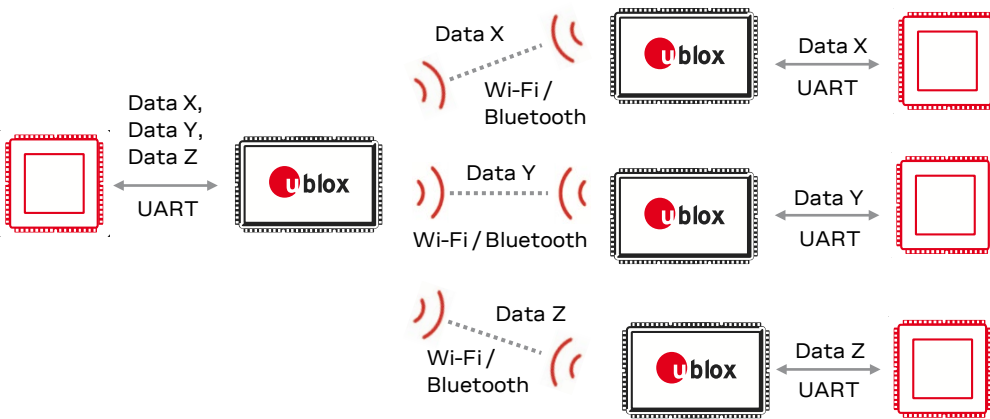 Data X,
Data Y,
Data Z
UART
ublox
Data X
Wi-Fi /
Bluetooth
ublox
Data X
UART
Data Y
Wi-Fi / Bluetooth
ublox
Data Y
UART
Data Z
Wi-Fi /
Bluetooth
ublox
Data Z
UART